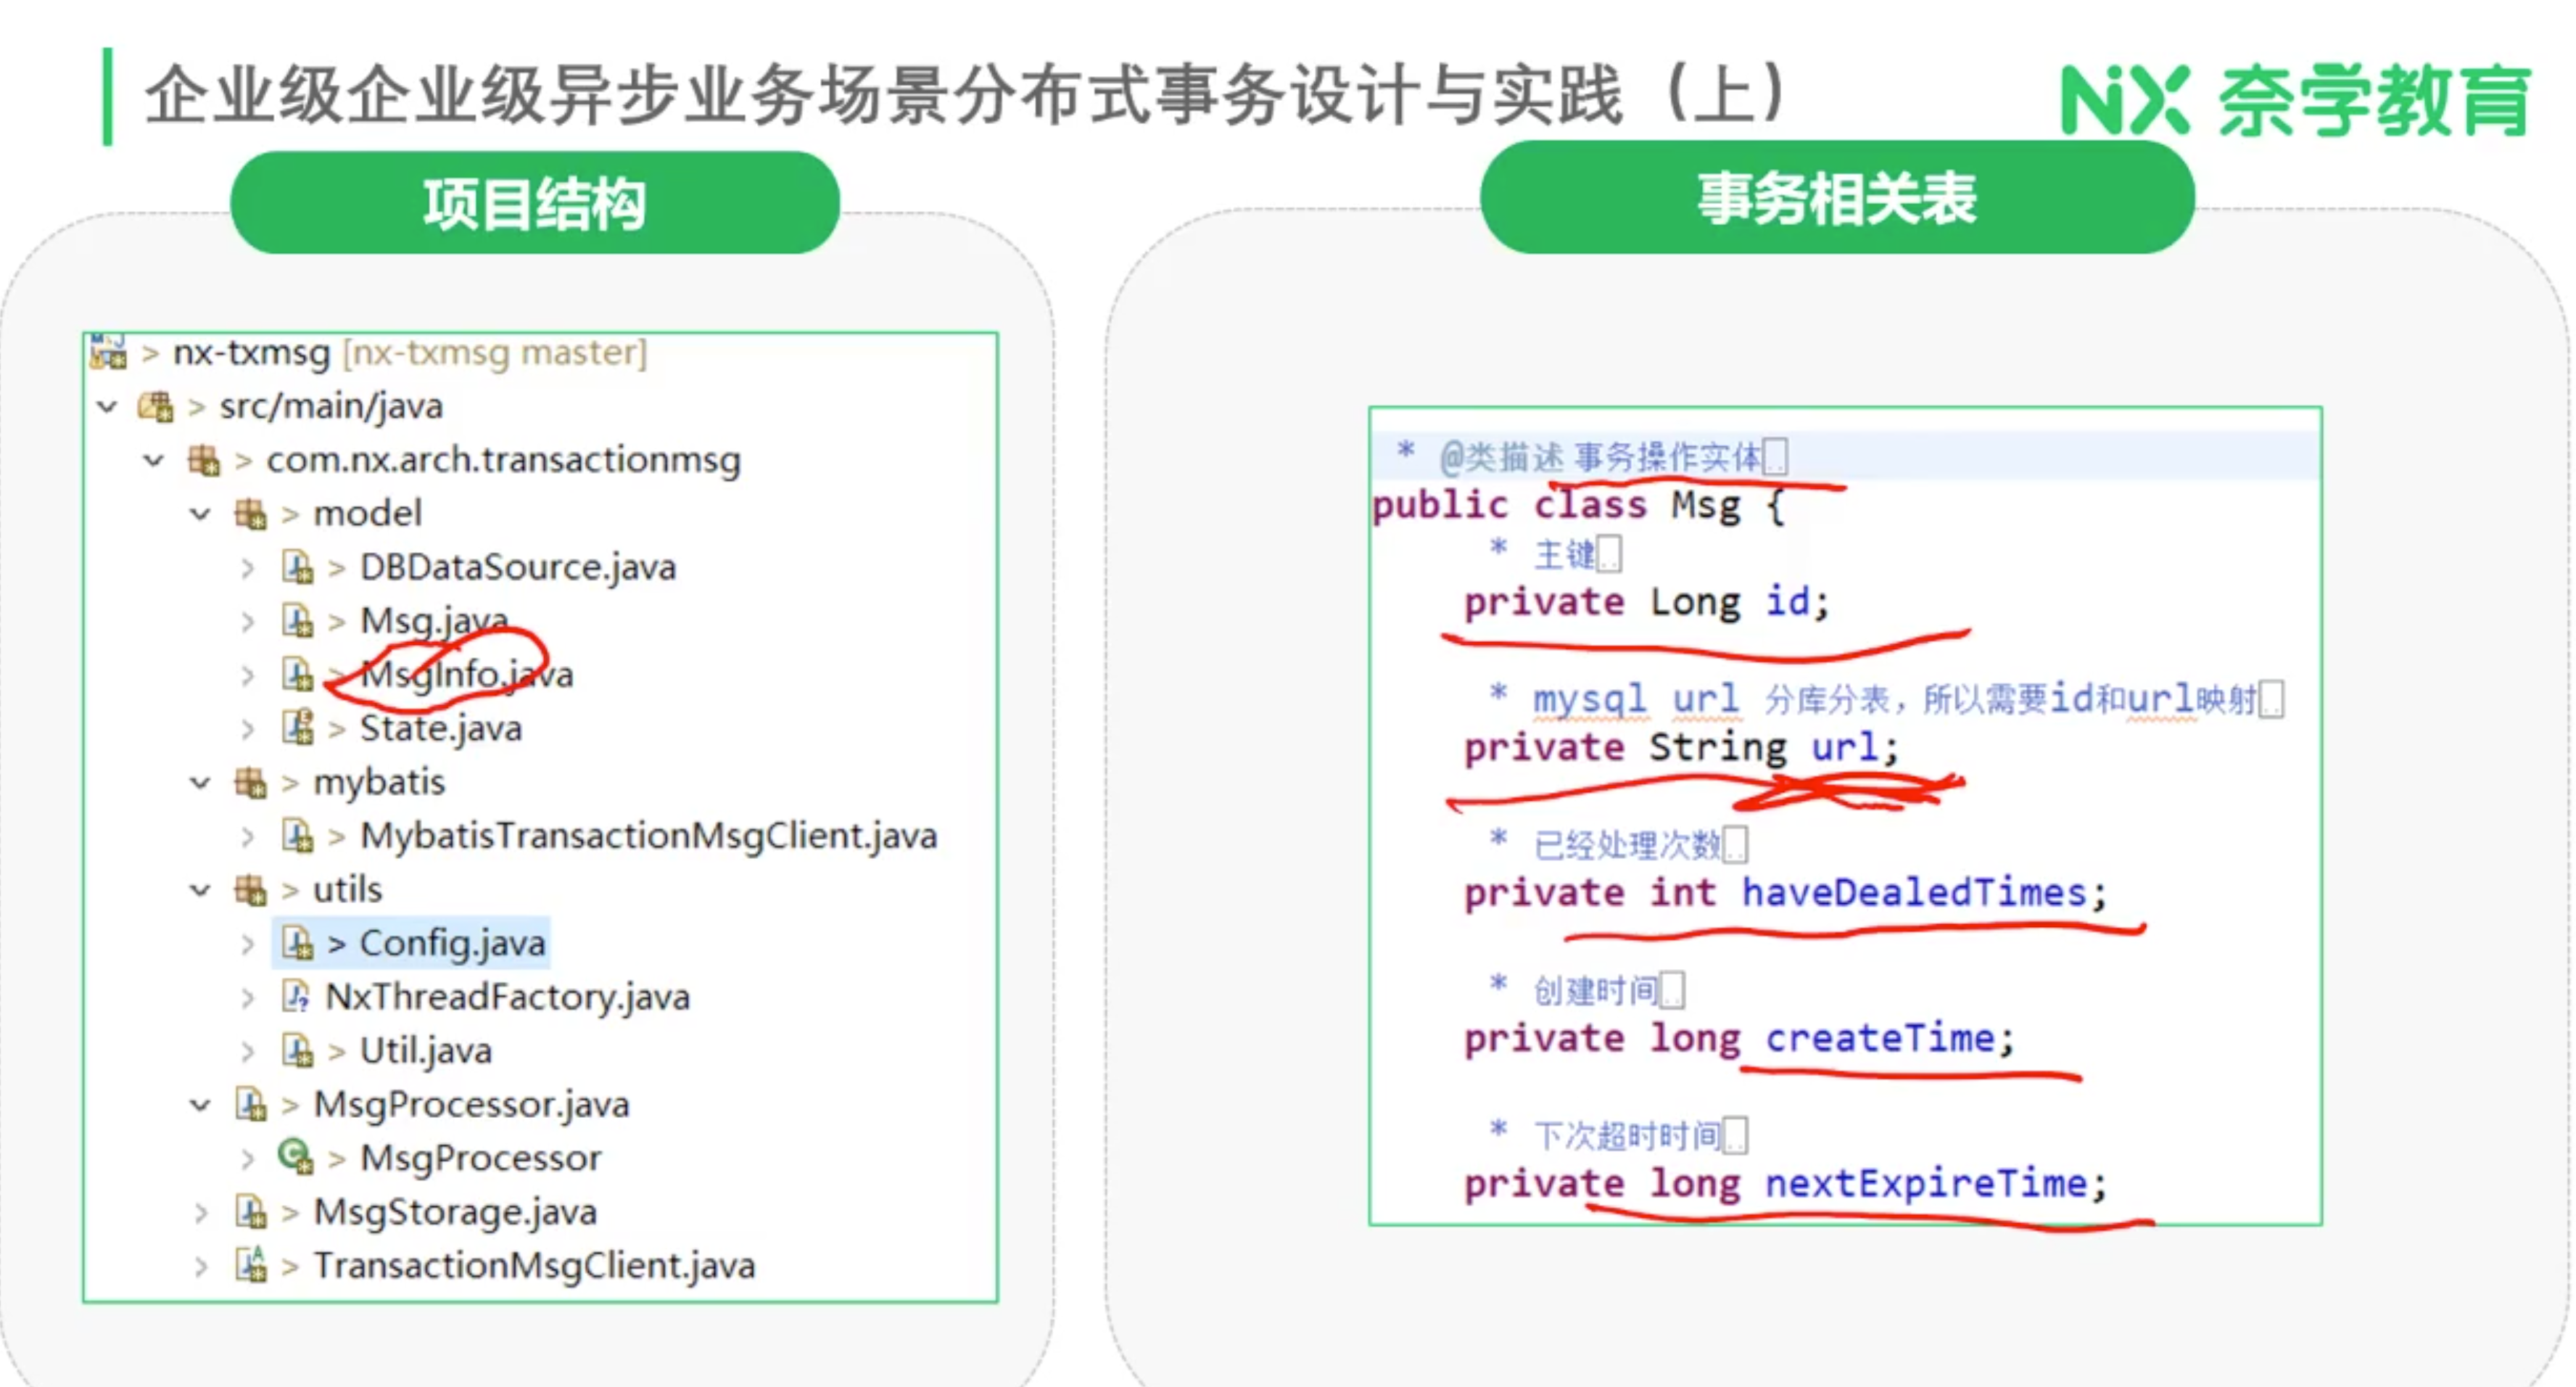 企业级企业级异步业务场景分布式事务设计与实践（上）
NX 奈学教育
项目结构
> nx-txmsg [nx-txmsg master]
> src/main/java
> com.nx.arch.transactionmsg
> model
> DBDataSource.java
> Msg.java
> MsgInfo.java
> State.java
> mybatis
> MybatisTransactionMsgClient.java
> utils
> Config.java
NxThreadFactory.java
> Util.java
> MsgProcessor.java
> MsgProcessor
> MsgStorage.java
> TransactionMsgClient.java
事务相关表
* @类描述 事务操作实体
public class Msg {
* 主键
private Long id;
* mysql url 分库分表，所以需要id和url映射
private String url;
* 已经处理次数
private int haveDealedTimes;
* 创建时间
private long createTime;
* 下次超时时间
private long nextExpireTime;